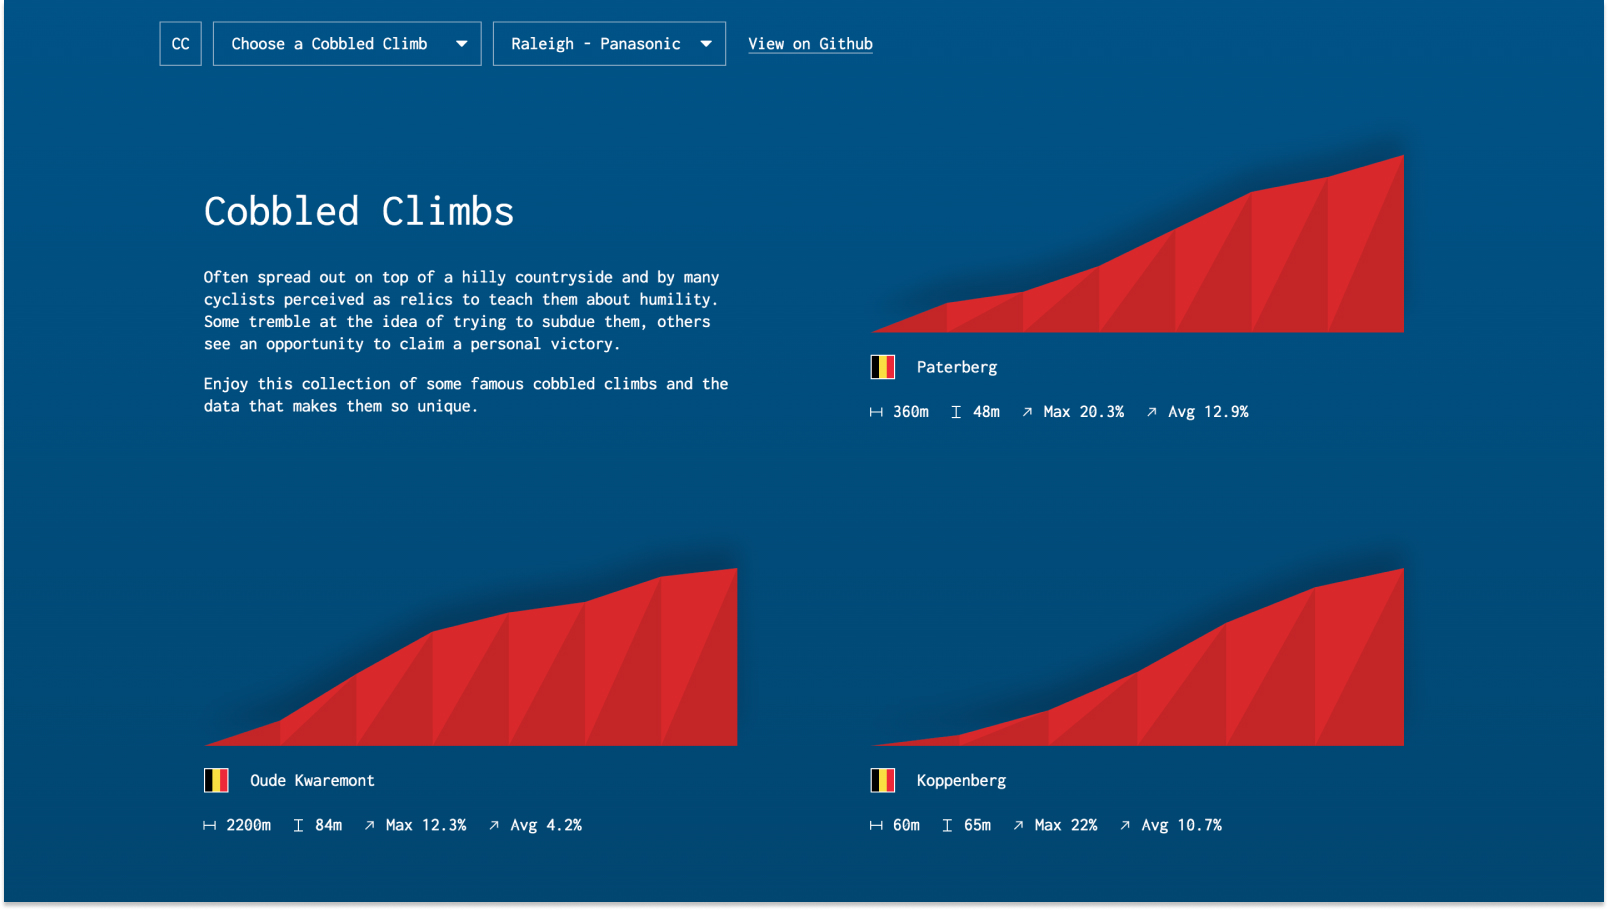 CC Choose a Cobbled Climb Raleigh - Panasonic View on Github
Cobbled Climbs
Often spread out on top of a hilly countryside and by many
cyclists perceived as relics to teach them about humility.
Some tremble at the idea of trying to subdue them, others
see an opportunity to claim a personal victory.
Enjoy this collection of some famous cobbled climbs and the
data that makes them so unique.
Paterberg
360m 48m Max 20.3% Avg 12.9%
Oude Kwaremont
2200m 84m Max 12.3% Avg 4.2%
Koppenberg
60m 65m Max 22% Avg 10.7%